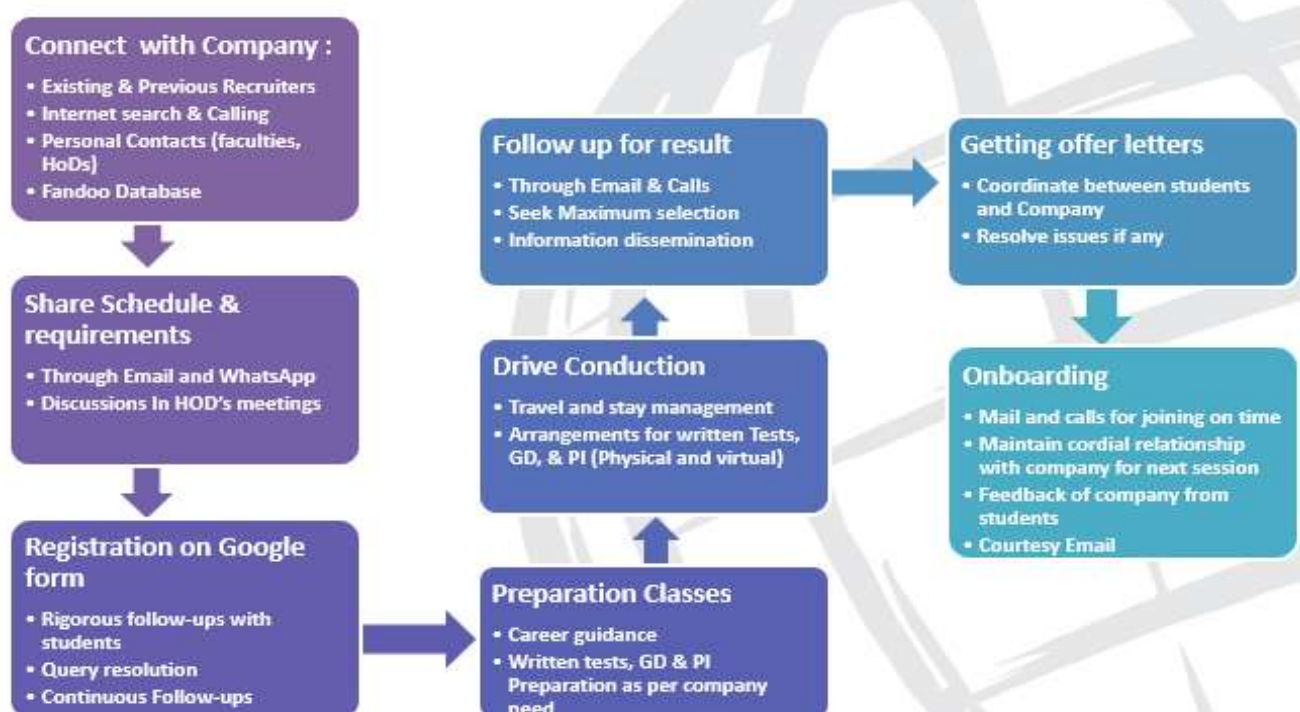 Connect with Company :
• Existing & Previous Recruiters
• Internet search & Calling
• Personal Contacts (faculties,
HoDs)
• Fandoo Database
Share Schedule &
requirements
• Through Email and WhatsApp
• Discussions In HOD's meetings
Registration on Google
form
• Rigorous follow-ups with
students
• Query resolution
• Continuous Follow-ups
Preparation Classes
• Career guidance
• Written tests, GD & PI
Preparation as per company
need
Drive Conduction
• Travel and stay management
• Arrangements for written Tests,
GD, & PI (Physical and virtual)
Follow up for result
• Through Email & Calls
• Seek Maximum selection
• Information dissemination
Getting offer letters
• Coordinate between students
and Company
• Resolve issues if any
Onboarding
• Mail and calls for joining on time
• Maintain cordial relationship
with company for next session
• Feedback of company from
students
• Courtesy Email